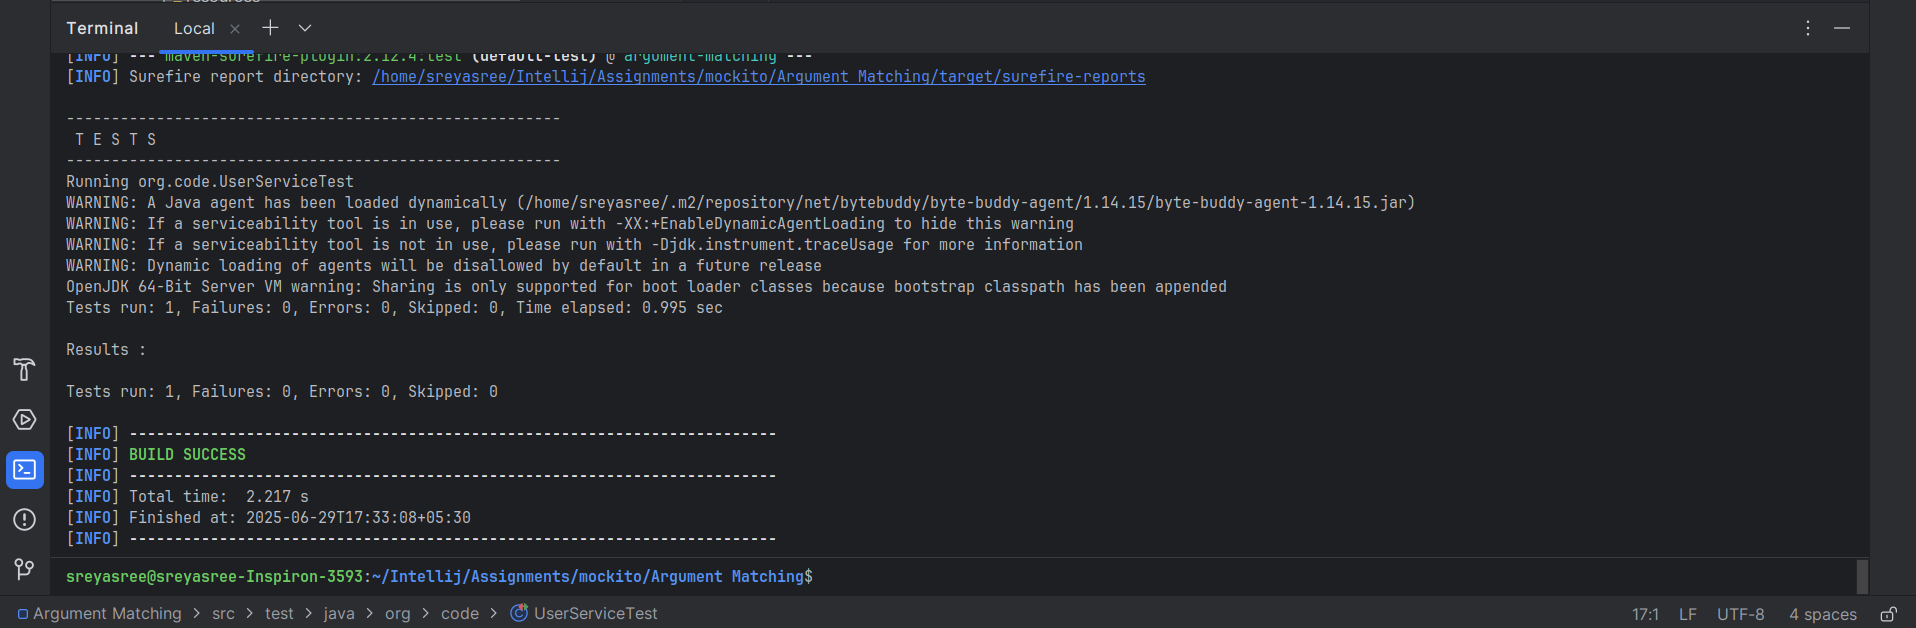 Terminal Local
[INFO] --- maven-surefire-plugin:2.12.4:test (default-test) @ argument-matching ---
[INFO] Surefire report directory: /home/sreyasree/Intellij/Assignments/mockito/Argument Matching/target/surefire-reports
-------------------------------------------------------
T E S T S
-------------------------------------------------------
Running org.code.UserServiceTest
WARNING: A Java agent has been loaded dynamically (/home/sreyasree/.m2/repository/net/bytebuddy/byte-buddy-agent/1.14.15/byte-buddy-agent-1.14.15.jar)
WARNING: If a serviceability tool is in use, please run with -XX:+EnableDynamicAgentLoading to hide this warning
WARNING: If a serviceability tool is not in use, please run with -Djdk.instrument.traceUsage for more information
WARNING: Dynamic loading of agents will be disallowed by default in a future release
OpenJDK 64-Bit Server VM warning: Sharing is only supported for boot loader classes because bootstrap classpath has been appended
Tests run: 1, Failures: 0, Errors: 0, Skipped: 0, Time elapsed: 0.995 sec
Results :
Tests run: 1, Failures: 0, Errors: 0, Skipped: 0
[INFO] ------------------------------------------------------------------------
[INFO] BUILD SUCCESS
[INFO] ------------------------------------------------------------------------
[INFO] Total time:  2.217 s
[INFO] Finished at: 2025-06-29T17:33:08+05:30
[INFO] ------------------------------------------------------------------------
sreyasree@sreyasree-Inspiron-3593:~/Intellij/Assignments/mockito/Argument Matching$
Argument Matching > src > test > java > org > code > UserServiceTest 17:1 LF UTF-8 4 spaces